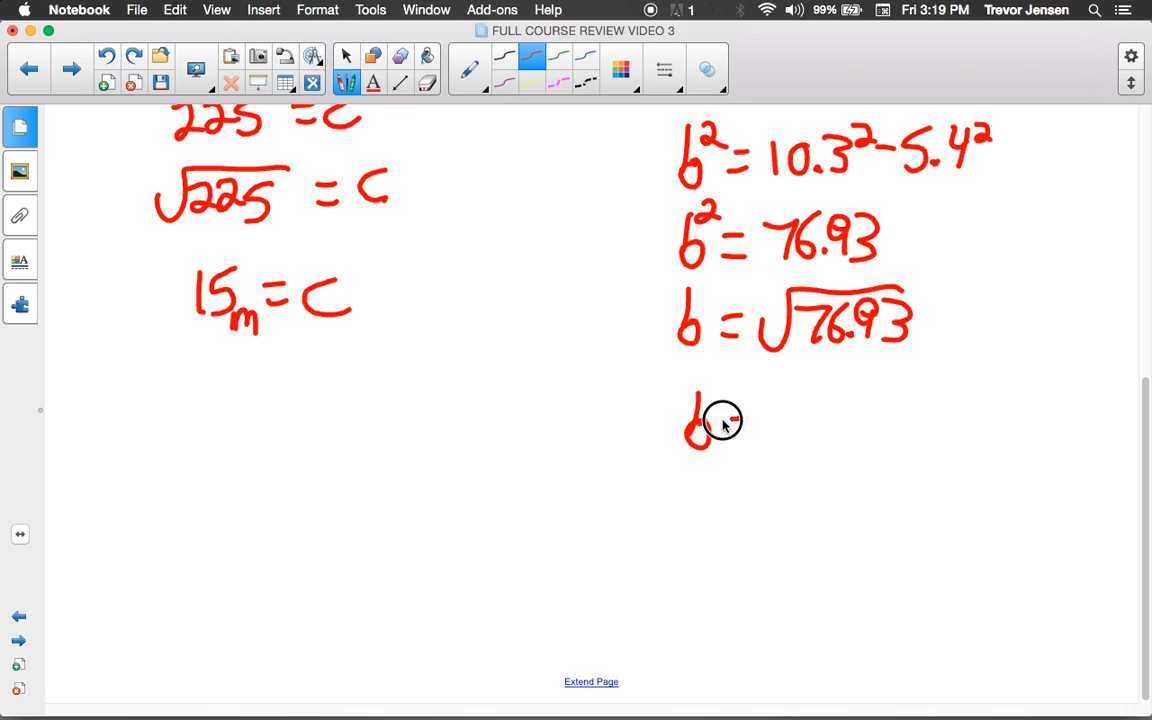 Notebook File Edit View Insert Format Tools Window Add-ons Help 1 99% Fri 3:19 PM Trevor Jensen
FULL COURSE REVIEW VIDEO 3
225 = C
√225 = C
15m = C
b² = 10.3² - 5.4²
b² = 76.93
b = √76.93
b -
Extend Page